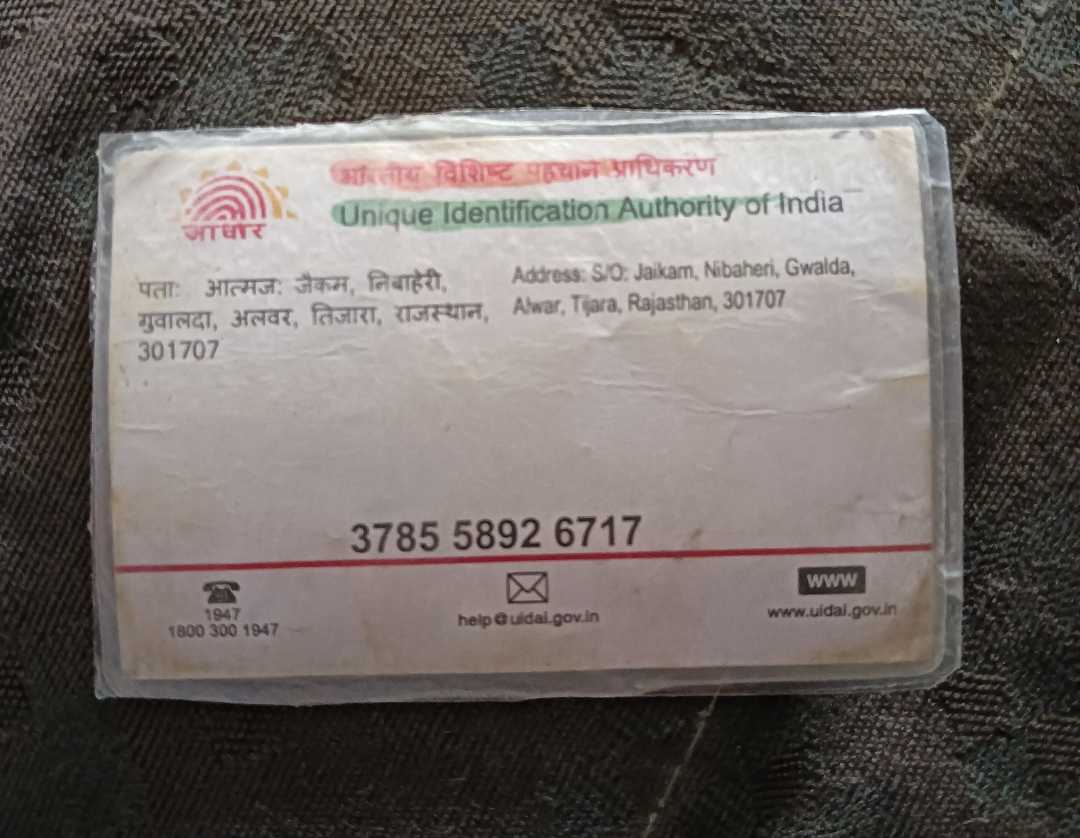 आधार
भारतीय विशिष्ट पहचान प्राधिकरण
Unique Identification Authority of India
पता: आत्मज: जैकम, निबाहेरी,
गुवालदा, अलवर, तिजारा, राजस्थान,
301707
Address: S/O: Jaikam, Nibaheri, Gwalda,
Alwar, Tijara, Rajasthan, 301707
3785 5892 6717
1947
1800 300 1947
help@uidai.gov.in
www
www.uidai.gov.in